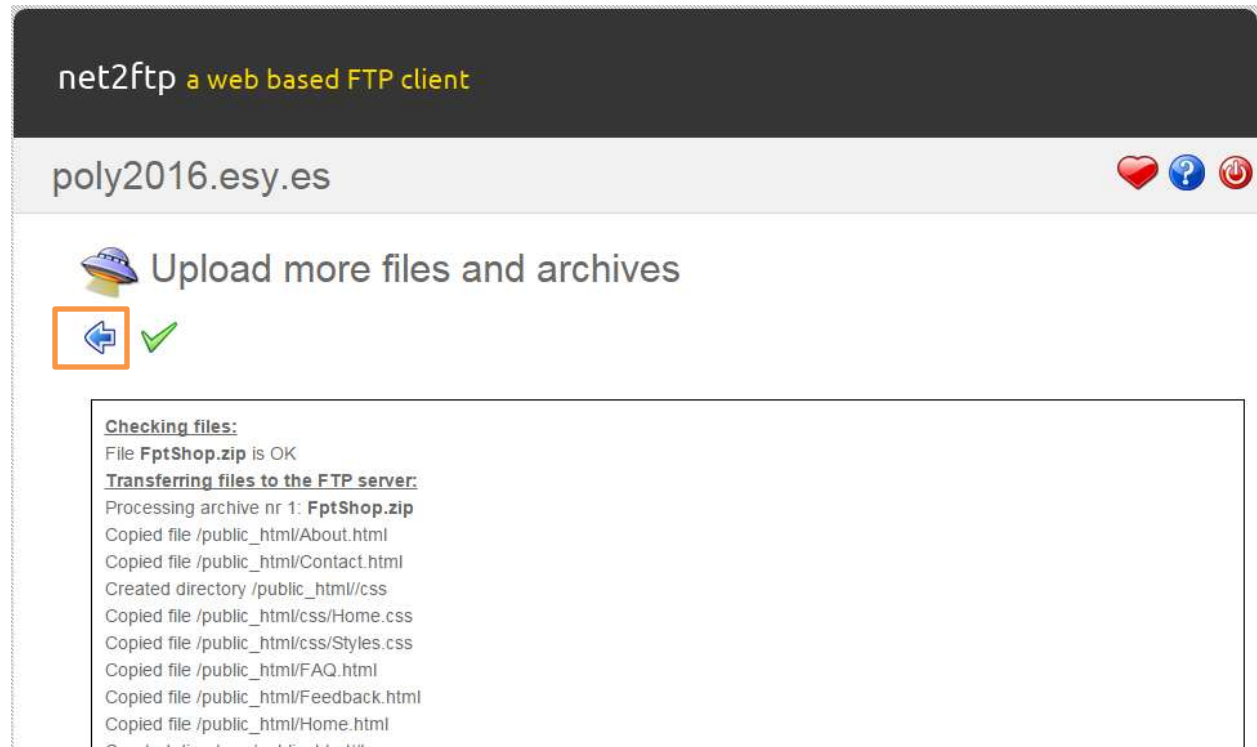 net2ftp a web based FTP client
poly2016.esy.es
Upload more files and archives
Checking files:
File FptShop.zip is OK
Transferring files to the FTP server:
Processing archive nr 1: FptShop.zip
Copied file /public_html/About.html
Copied file /public_html/Contact.html
Created directory /public_html//css
Copied file /public_html/css/Home.css
Copied file /public_html/css/Styles.css
Copied file /public_html/FAQ.html
Copied file /public_html/Feedback.html
Copied file /public_html/Home.html